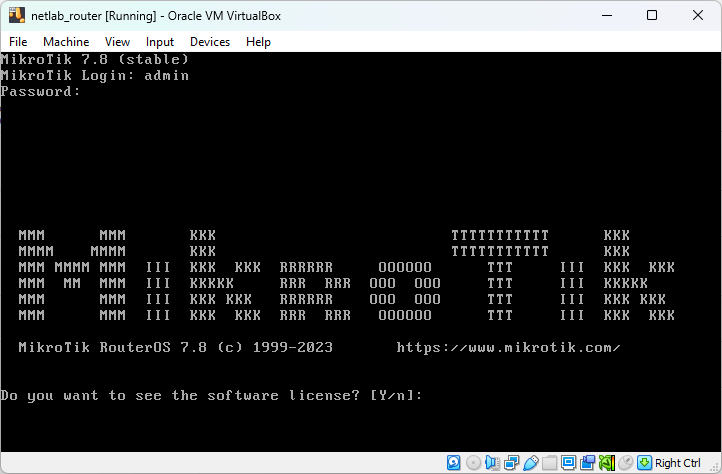 netlab_router [Running] - Oracle VM VirtualBox
File Machine View Input Devices Help
MikroTik 7.8 (stable)
MikroTik Login: admin
Password:
  MMM      MMM       KKK                          TTTTTTTTTTT      KKK
  MMMM    MMMM       KKK                          TTTTTTTTTTT      KKK
  MMM MMMM MMM  III  KKK  KKK  RRRRRR     OOOOOO      TTT     III  KKK  KKK
  MMM  MM  MMM  III  KKKKK     RRR  RRR  OOO  OOO     TTT     III  KKKKK
  MMM      MMM  III  KKK KKK   RRRRRR    OOO  OOO     TTT     III  KKK KKK
  MMM      MMM  III  KKK  KKK  RRR  RRR   OOOOOO      TTT     III  KKK  KKK
MikroTik RouterOS 7.8 (c) 1999-2023       https://www.mikrotik.com/
Do you want to see the software license? [Y/n]:
Right Ctrl